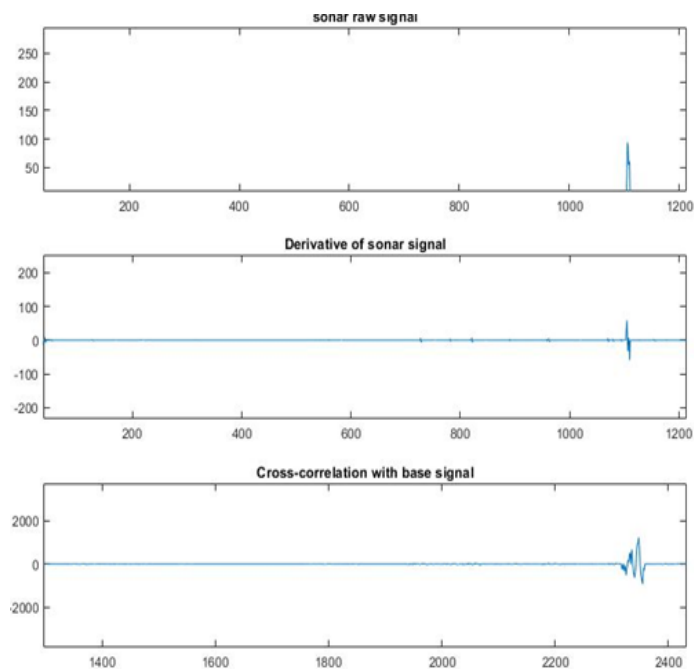 sonar raw signal
250
200
150
100
50
200 400 600 800 1000 1200
Derivative of sonar signal
200
100
0
-100
-200
200 400 600 800 1000 1200
Cross-correlation with base signal
2000
0
-2000
1400 1600 1800 2000 2200 2400